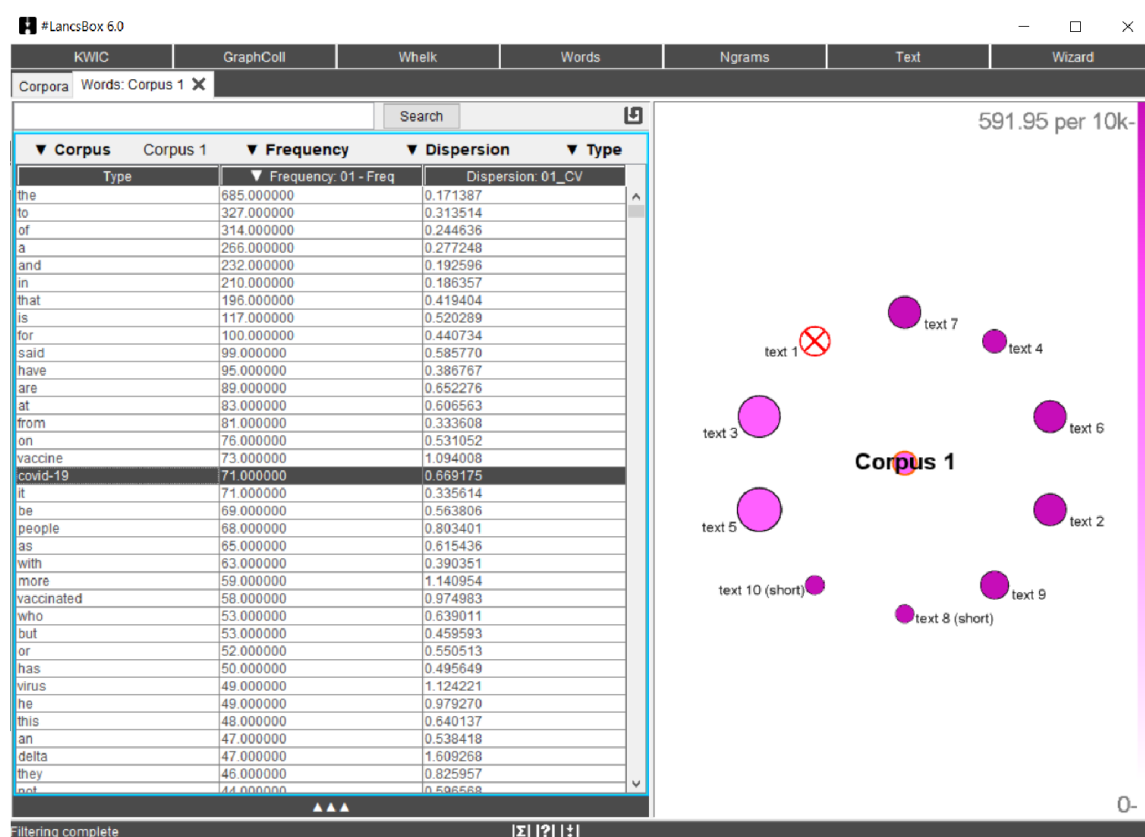 #LancsBox 6.0
KWIC GraphColl Whelk Words Ngrams Text Wizard
Corpora Words: Corpus 1
Search
▼ Corpus Corpus 1 ▼ Frequency ▼ Dispersion ▼ Type
Type ▼ Frequency: 01 - Freq Dispersion: 01_CV
the 685.000000 0.171387
to 327.000000 0.313514
of 314.000000 0.244636
a 266.000000 0.277248
and 232.000000 0.192596
in 210.000000 0.186357
that 196.000000 0.419404
is 117.000000 0.520289
for 100.000000 0.440734
said 99.000000 0.585770
have 95.000000 0.386767
are 89.000000 0.652276
at 83.000000 0.606563
from 81.000000 0.333608
on 76.000000 0.531052
vaccine 73.000000 1.094008
covid-19 71.000000 0.669175
it 71.000000 0.335614
be 69.000000 0.563806
people 68.000000 0.803401
as 65.000000 0.615436
with 63.000000 0.390351
more 59.000000 1.140954
vaccinated 58.000000 0.974983
who 53.000000 0.639011
but 53.000000 0.459593
or 52.000000 0.550513
has 50.000000 0.495649
virus 49.000000 1.124221
he 49.000000 0.979270
this 48.000000 0.640137
an 47.000000 0.538418
delta 47.000000 1.609268
they 46.000000 0.825957
not 44.000000 0.596568
▲▲▲
Filtering complete
591.95 per 10k-
text 7
text 1
text 4
text 3
text 6
Corpus 1
text 5
text 2
text 10 (short)
text 9
text 8 (short)
0-